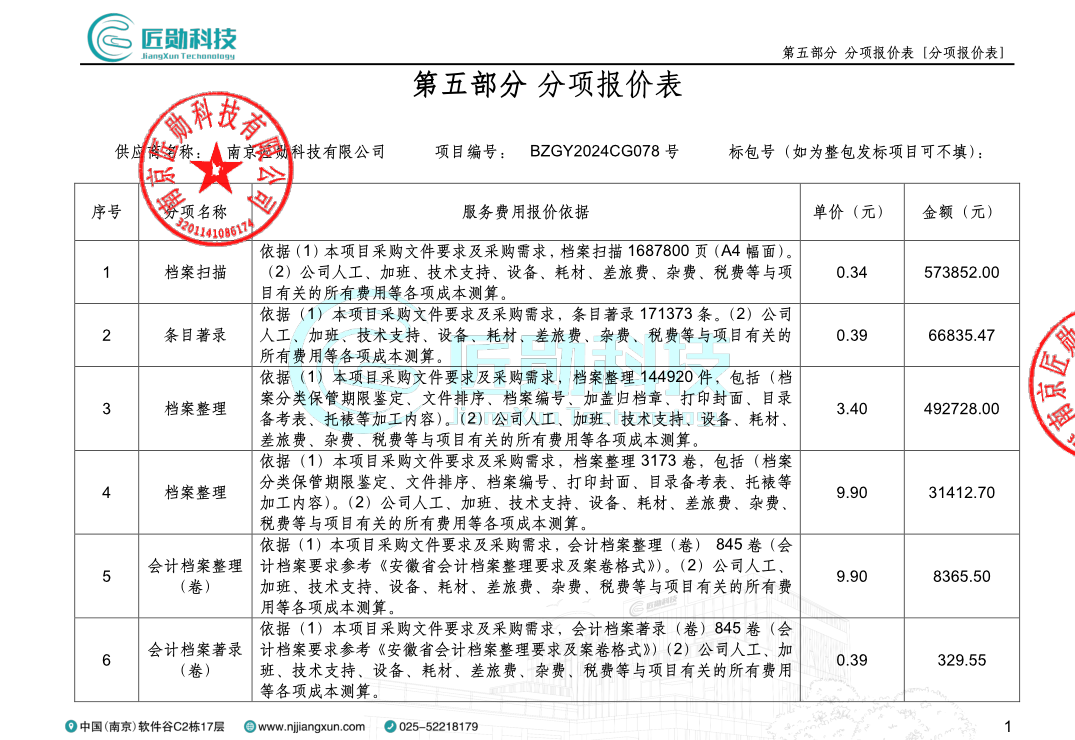 匠勋科技
JiangXun Techonology
第五部分 分项报价表 [分项报价表]
第五部分 分项报价表
供应商名称： 南京匠勋科技有限公司 项目编号： BZGY2024CG078 号 标包号（如为整包发标项目可不填）：
南京匠勋科技有限公司
3201141086174
序号 分项名称 服务费用报价依据 单价（元） 金额（元）
依据（1）本项目采购文件要求及采购需求，档案扫描 1687800 页（A4 幅面）。
1 档案扫描 （2）公司人工、加班、技术支持、设备、耗材、差旅费、杂费、税费等与项 0.34 573852.00
目有关的所有费用等各项成本测算。
依据（1）本项目采购文件要求及采购需求，条目著录 171373 条。（2）公司
2 条目著录 人工、加班、技术支持、设备、耗材、差旅费、杂费、税费等与项目有关的 0.39 66835.47
所有费用等各项成本测算。
依据（1）本项目采购文件要求及采购需求，档案整理 144920 件，包括（档
案分类保管期限鉴定、文件排序、档案编号、加盖归档章、打印封面、目录
3 档案整理 备考表、托裱等加工内容）。（2）公司人工、加班、技术支持、设备、耗材、 3.40 492728.00
差旅费、杂费、税费等与项目有关的所有费用等各项成本测算。
依据（1）本项目采购文件要求及采购需求，档案整理 3173 卷，包括（档案
分类保管期限鉴定、文件排序、档案编号、打印封面、目录备考表、托裱等
4 档案整理 加工内容）。（2）公司人工、加班、技术支持、设备、耗材、差旅费、杂费、 9.90 31412.70
税费等与项目有关的所有费用等各项成本测算。
依据（1）本项目采购文件要求及采购需求，会计档案整理（卷） 845 卷（会
5 会计档案整理 计档案要求参考《安徽省会计档案整理要求及案卷格式》）。（2）公司人工、 9.90 8365.50
（卷） 加班、技术支持、设备、耗材、差旅费、杂费、税费等与项目有关的所有费
用等各项成本测算。
依据（1）本项目采购文件要求及采购需求，会计档案著录（卷）845 卷（会
6 会计档案著录 计档案要求参考《安徽省会计档案整理要求及案卷格式》）（2）公司人工、加 0.39 329.55
（卷） 班、技术支持、设备、耗材、差旅费、杂费、税费等与项目有关的所有费用
等各项成本测算。
匠勋科技
JiangXun Techonology
匠勋科技
南京匠勋
中国（南京）软件谷C2栋17层 www.njjiangxun.com 025-52218179 1